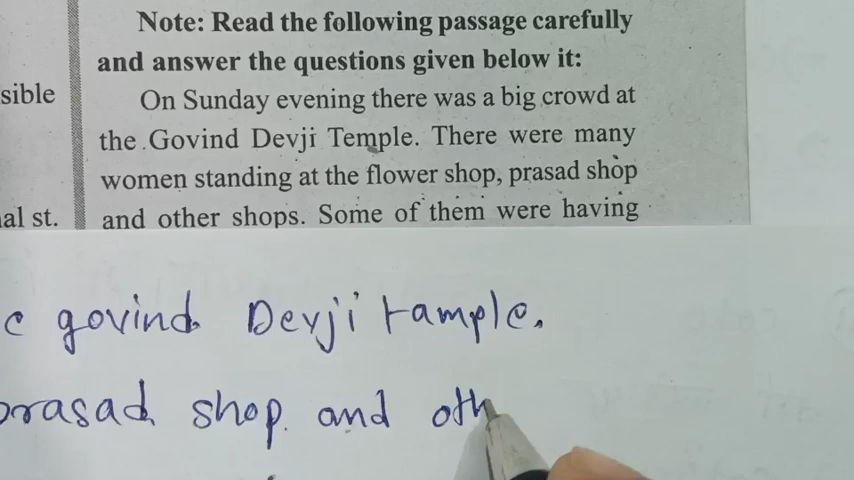 Note: Read the following passage carefully
and answer the questions given below it:
sible
On Sunday evening there was a big crowd at
the Govind Devji Temple. There were many
women standing at the flower shop, prasad shop
al st.
and other shops. Some of them were having
e govind Devji tample.
prasad shop. and oth